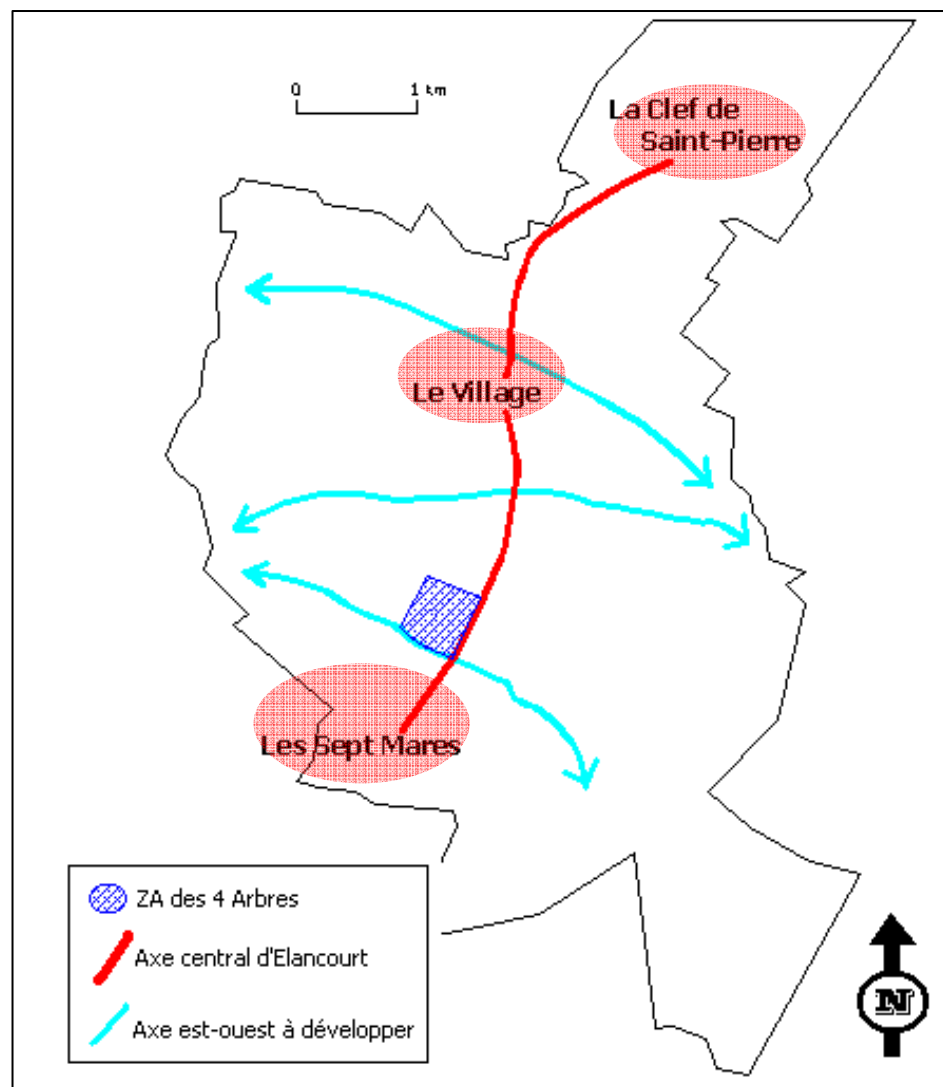 0 1 km
La Clef de
Saint-Pierre
Le Village
Les Sept Mares
ZA des 4 Arbres
Axe central d'Elancourt
Axe est-ouest à développer
N